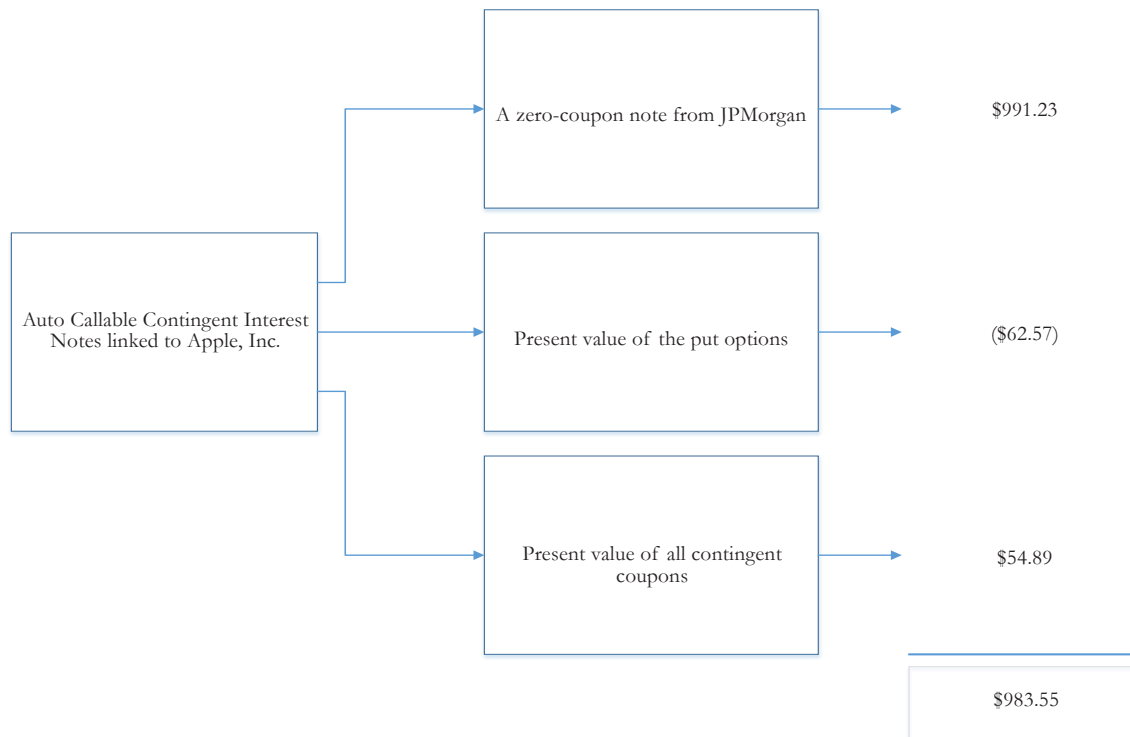 A zero-coupon note from JPMorgan
$991.23
Auto Callable Contingent Interest
Notes linked to Apple, Inc.
Present value of the put options
($62.57)
Present value of all contingent
coupons
$54.89
$983.55